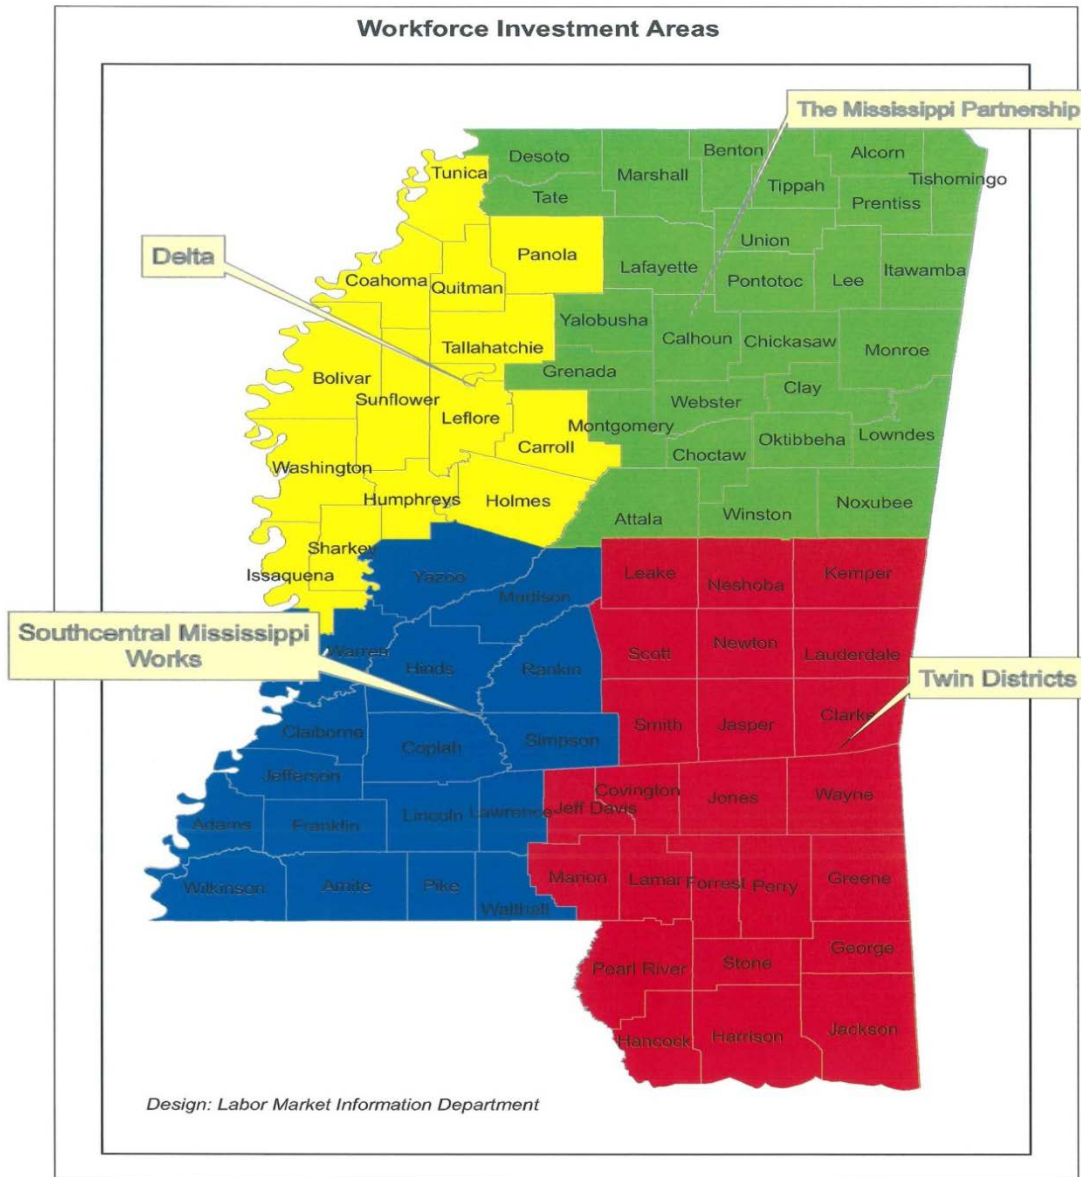 Workforce Investment Areas
The Mississippi Partnership
Desoto
Benton
Alcorn
Tunica
Marshall
Tippah
Tishomingo
Tate
Prentiss
Delta
Panola
Union
Lafayette
Coahoma
Quitman
Pontotoc
Lee
Itawamba
Yalobusha
Calhoun
Chickasaw
Monroe
Tallahatchie
Grenada
Bolivar
Sunflower
Clay
Webster
Leflore
Montgomery
Oktibbeha
Lowndes
Carroll
Choctaw
Washington
Humphreys
Holmes
Noxubee
Attala
Winston
Sharkey
Issaquena
Yazoo
Madison
Leake
Neshoba
Kemper
Southcentral Mississippi
Works
Warren
Hinds
Rankin
Scott
Newton
Lauderdale
Twin Districts
Claiborne
Copiah
Simpson
Smith
Jasper
Clarke
Jefferson
Covington
Jones
Wayne
Adams
Franklin
Lincoln
Lawrence
Jeff Davis
Wilkinson
Amite
Pike
Walthall
Marion
Lamar
Forrest
Perry
Greene
Pearl River
Stone
George
Hancock
Harrison
Jackson
Design: Labor Market Information Department